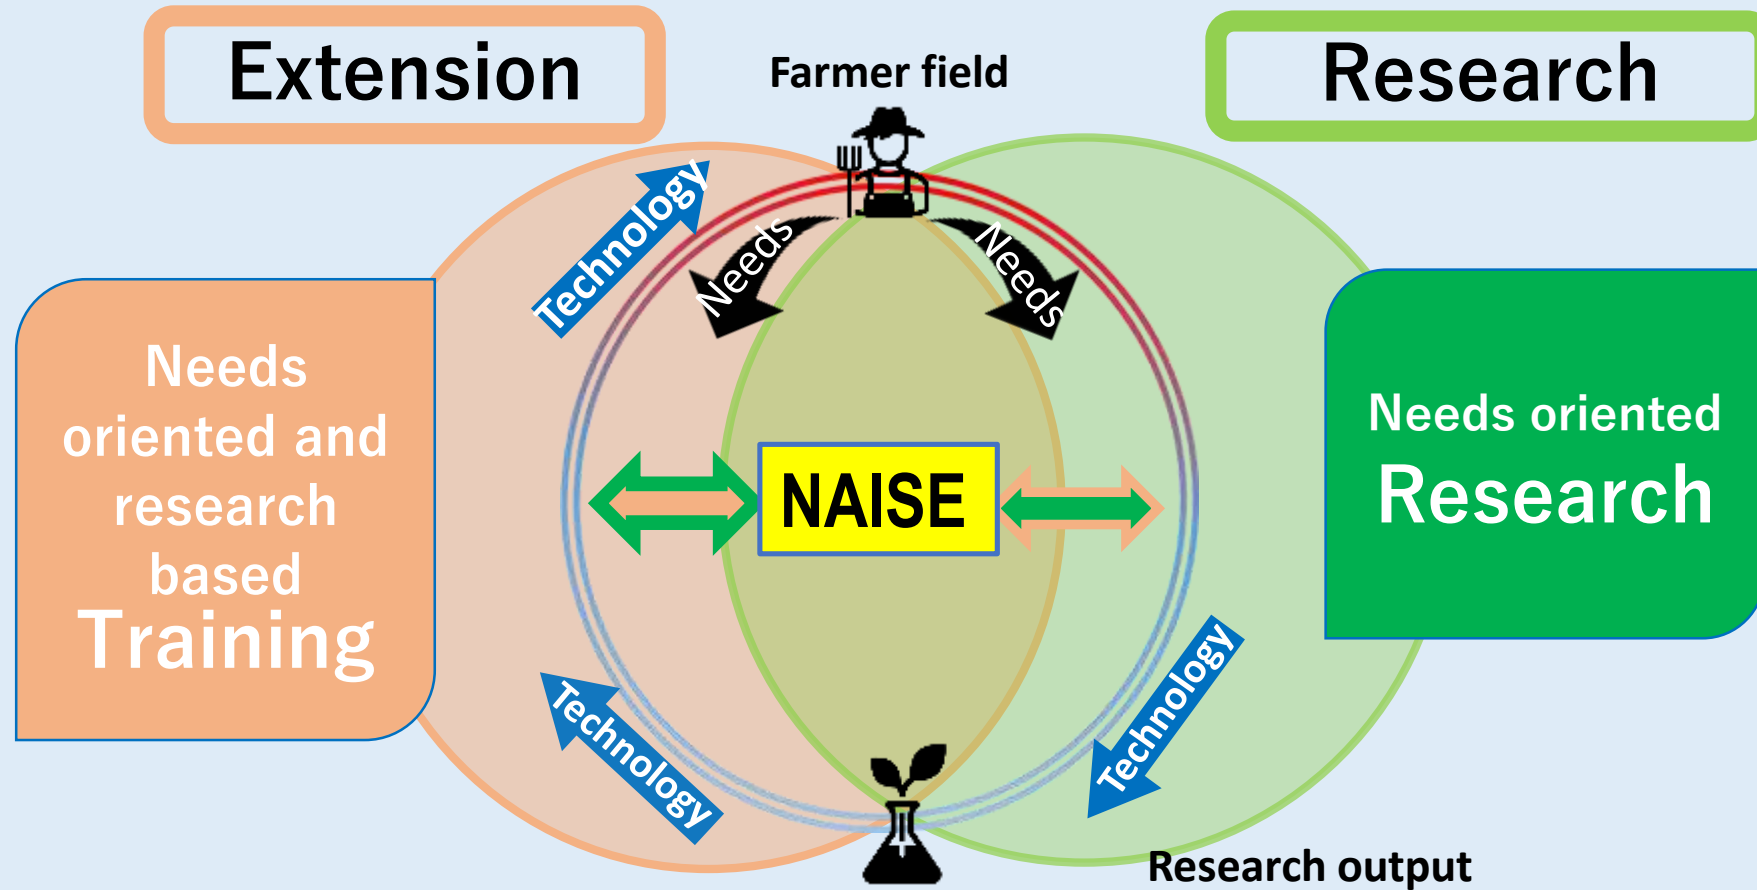 Extension
Farmer field
Research
Technology
Needs
Needs
Needs
oriented and
research
based
Training
NAISE
Needs oriented
Research
Technology
Technology
Research output